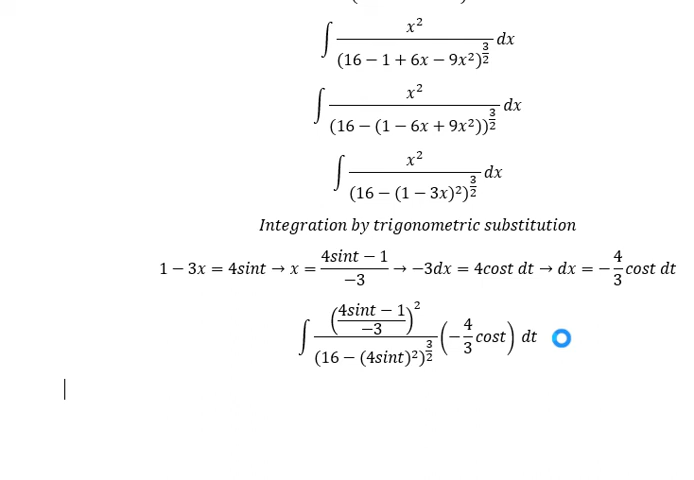 ∫ x² / (16 − 1 + 6x − 9x²)^(3/2) dx
∫ x² / (16 − (1 − 6x + 9x²))^(3/2) dx
∫ x² / (16 − (1 − 3x)²)^(3/2) dx
Integration by trigonometric substitution
1 − 3x = 4sint → x = (4sint − 1)/(−3) → −3dx = 4cost dt → dx = −(4/3)cost dt
∫ ((4sint − 1)/(−3))² / (16 − (4sint)²)^(3/2) (−(4/3)cost) dt